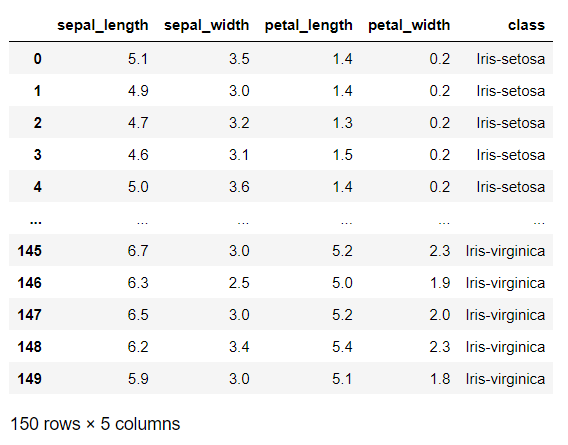 sepal_length sepal_width petal_length petal_width class
0 5.1 3.5 1.4 0.2 Iris-setosa
1 4.9 3.0 1.4 0.2 Iris-setosa
2 4.7 3.2 1.3 0.2 Iris-setosa
3 4.6 3.1 1.5 0.2 Iris-setosa
4 5.0 3.6 1.4 0.2 Iris-setosa
... ... ... ... ... ...
145 6.7 3.0 5.2 2.3 Iris-virginica
146 6.3 2.5 5.0 1.9 Iris-virginica
147 6.5 3.0 5.2 2.0 Iris-virginica
148 6.2 3.4 5.4 2.3 Iris-virginica
149 5.9 3.0 5.1 1.8 Iris-virginica
150 rows × 5 columns